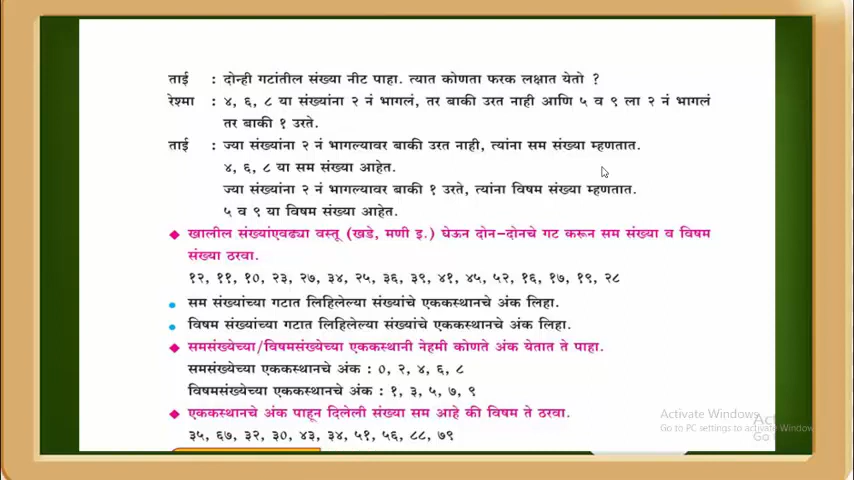 ताई : दोन्ही गटांतील संख्या नीट पाहा. त्यात कोणता फरक लक्षात येतो ?
रेश्मा : ४, ६, ८ या संख्यांना २ नं भागलं, तर बाकी उरत नाही आणि ५ व ९ ला २ नं भागलं
तर बाकी १ उरते.
ताई : ज्या संख्यांना २ नं भागल्यावर बाकी उरत नाही, त्यांना सम संख्या म्हणतात.
४, ६, ८ या सम संख्या आहेत.
ज्या संख्यांना २ नं भागल्यावर बाकी १ उरते, त्यांना विषम संख्या म्हणतात.
५ व ९ या विषम संख्या आहेत.
◆ खालील संख्यांएवढ्या वस्तू (खडे, मणी इ.) घेऊन दोन-दोनचे गट करून सम संख्या व विषम
संख्या ठरवा.
१२, ११, १०, २३, २७, ३४, २५, ३६, ३९, ४१, ४५, ५२, १६, १७, १९, २८
• सम संख्यांच्या गटात लिहिलेल्या संख्यांचे एककस्थानचे अंक लिहा.
• विषम संख्यांच्या गटात लिहिलेल्या संख्यांचे एककस्थानचे अंक लिहा.
◆ समसंख्येच्या/विषमसंख्येच्या एककस्थानी नेहमी कोणते अंक येतात ते पाहा.
समसंख्येच्या एककस्थानचे अंक : ०, २, ४, ६, ८
विषमसंख्येच्या एककस्थानचे अंक : १, ३, ५, ७, ९
◆ एककस्थानचे अंक पाहून दिलेली संख्या सम आहे की विषम ते ठरवा.
३५, ६७, ३२, ३०, ४३, ३४, ५१, ५६, ८८, ७९
Activate Windows
Go to PC settings to activate Windows
Act
Go t